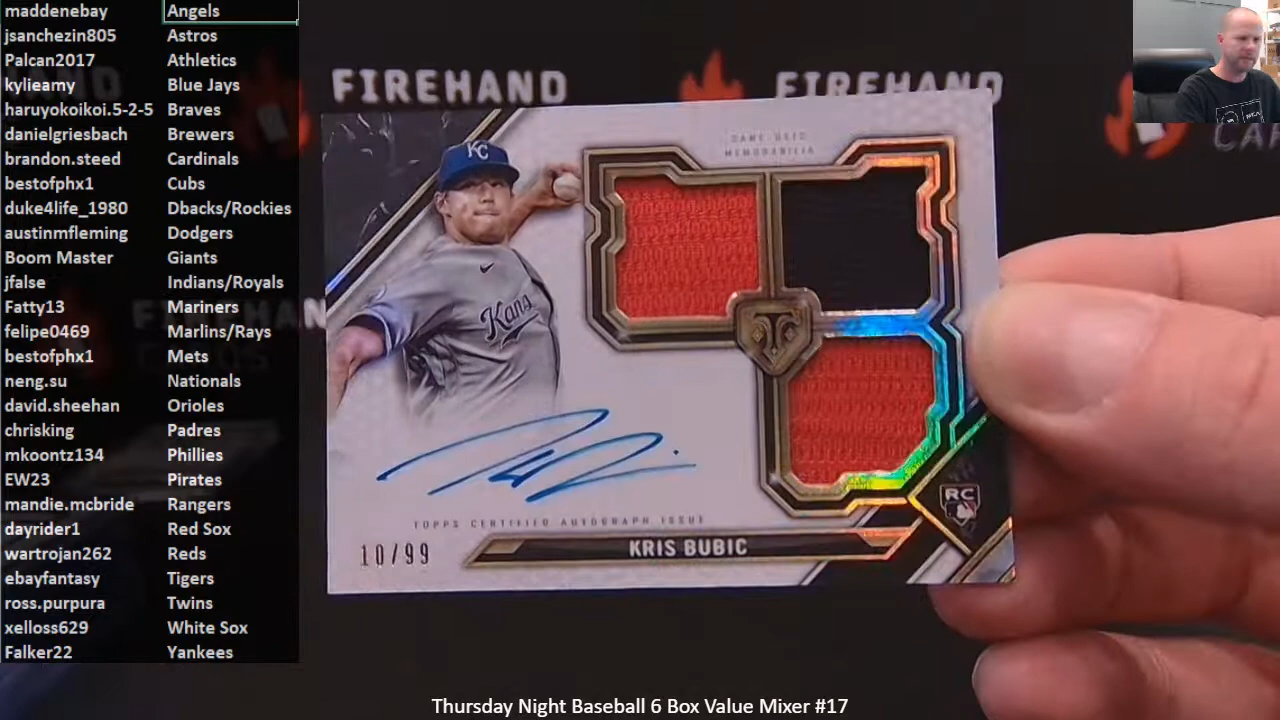 maddenebay Angels
jsanchezin805 Astros
Palcan2017 Athletics
kylieamy Blue Jays
haruyokoikoi.5-2-5 Braves
danielgriesbach Brewers
brandon.steed Cardinals
bestofphx1 Cubs
duke4life_1980 Dbacks/Rockies
austinmfleming Dodgers
Boom Master Giants
jfalse Indians/Royals
Fatty13 Mariners
felipe0469 Marlins/Rays
bestofphx1 Mets
neng.su Nationals
david.sheehan Orioles
chrisking Padres
mkoontz134 Phillies
EW23 Pirates
mandie.mcbride Rangers
dayrider1 Red Sox
wartrojan262 Reds
ebayfantasy Tigers
ross.purpura Twins
xelloss629 White Sox
Falker22 Yankees
FIREHAND FIREHAND
GAME-USED
MEMORABILIA
KC
Kans
TOPPS CERTIFIED AUTOGRAPH ISSUE
RC
10/99
KRIS BUBIC
Thursday Night Baseball 6 Box Value Mixer #17